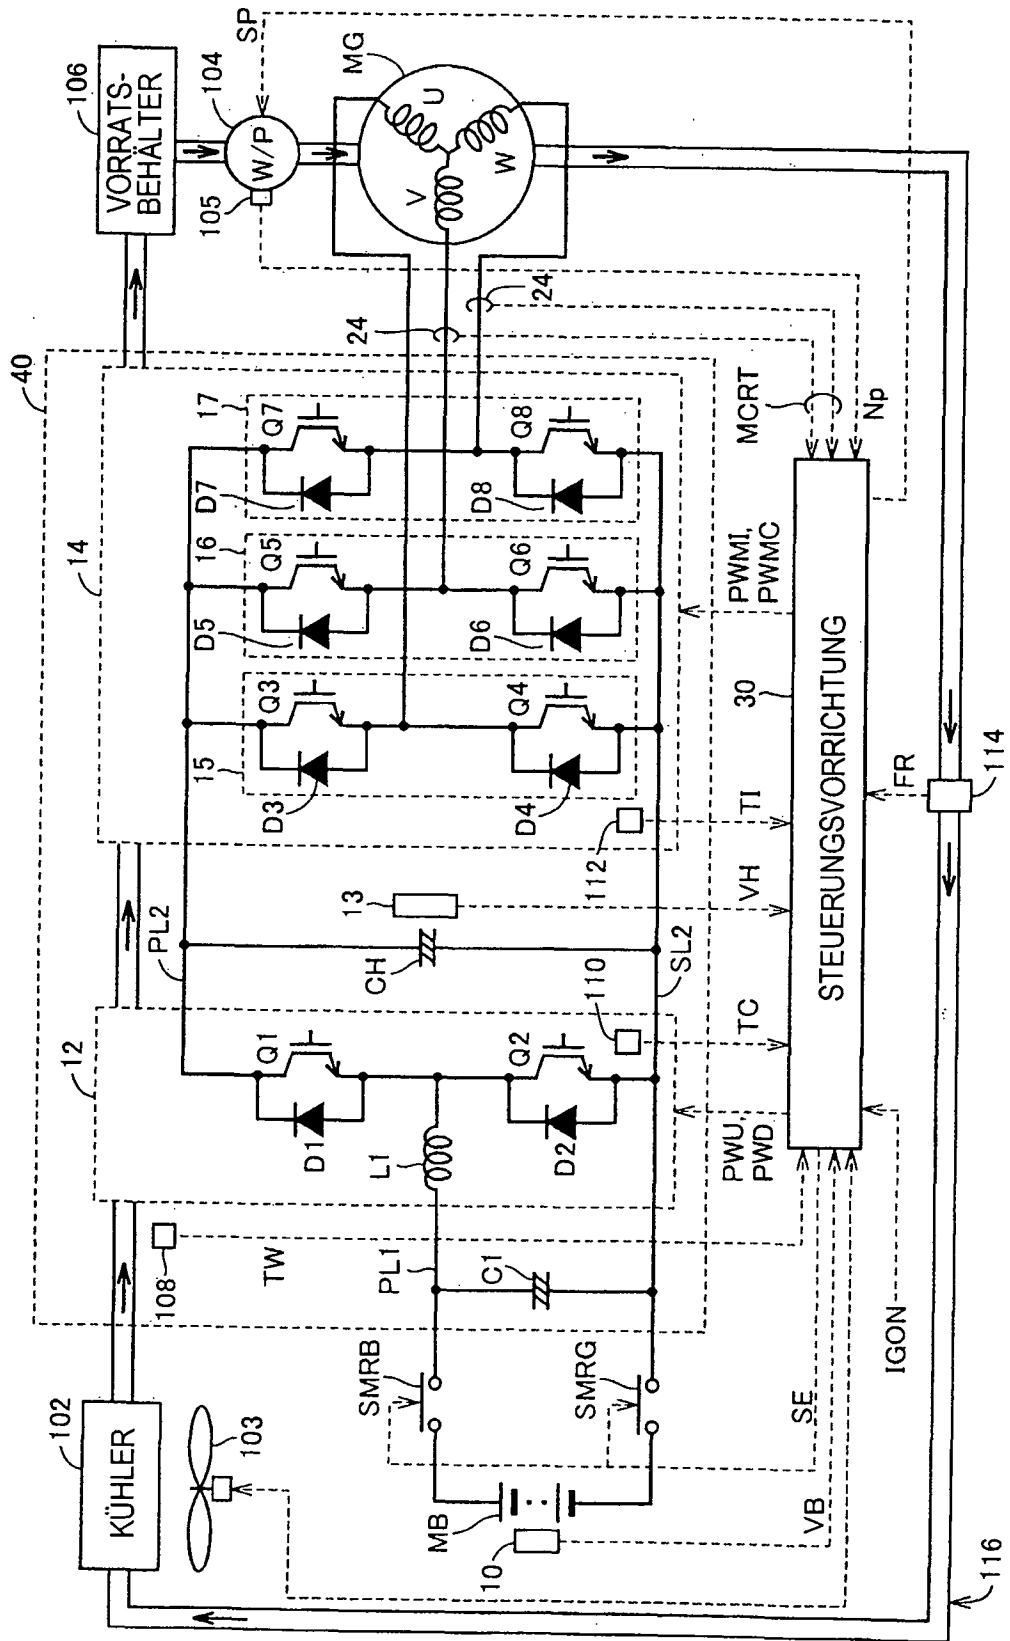 40
106
VORRATS-
BEHÄLTER
104
SP
W/P
105
MG
U
V
W
102
KÜHLER
103
108
TW
12
14
PL2
Q1
D1
L1
Q2
D2
110
PL1
C1
CH
13
SL2
15
Q3
D3
Q4
D4
112
16
Q5
D5
Q6
D6
17
Q7
D7
Q8
D8
24
24
MCRT
Np
SMRB
SMRG
MB
10
PWU,
PWD
TC
VH
TI
30
PWMI,
PWMC
STEUERUNGSVORRICHTUNG
SE
VB
IGON
FR
114
116